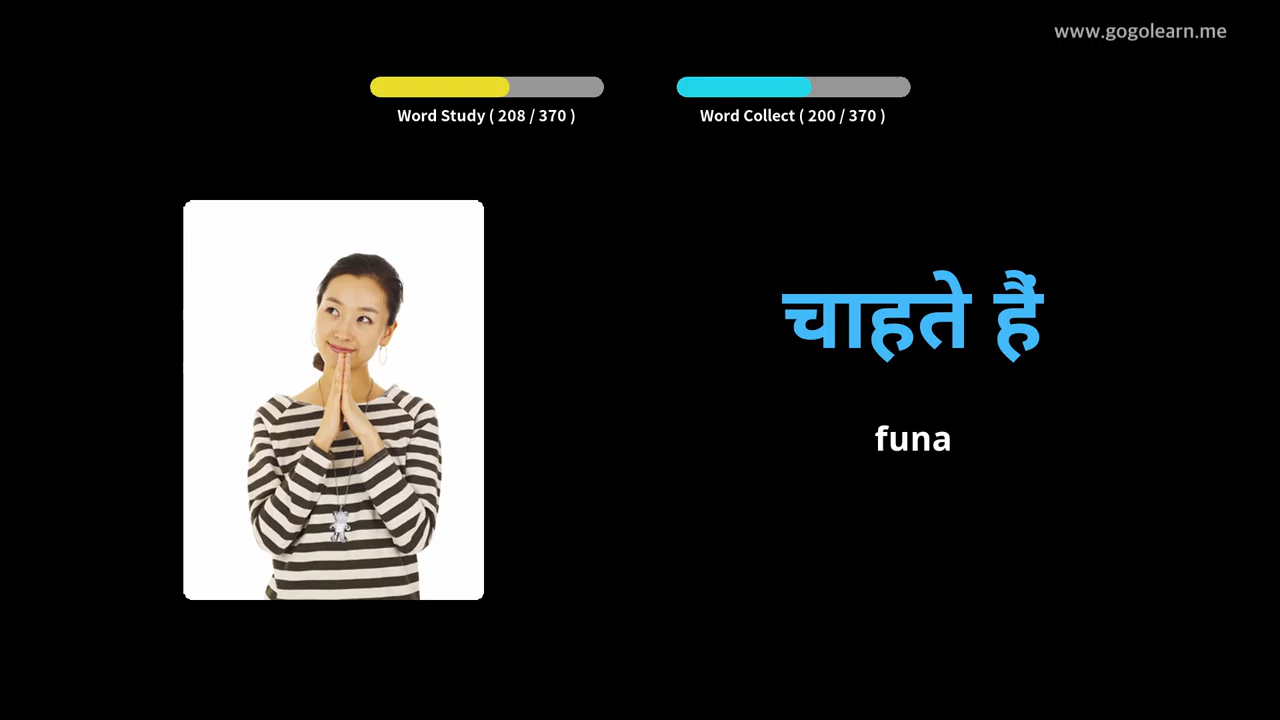 www.gogolearn.me
Word Study ( 208 / 370 )
Word Collect ( 200 / 370 )
चाहते हैं
funa